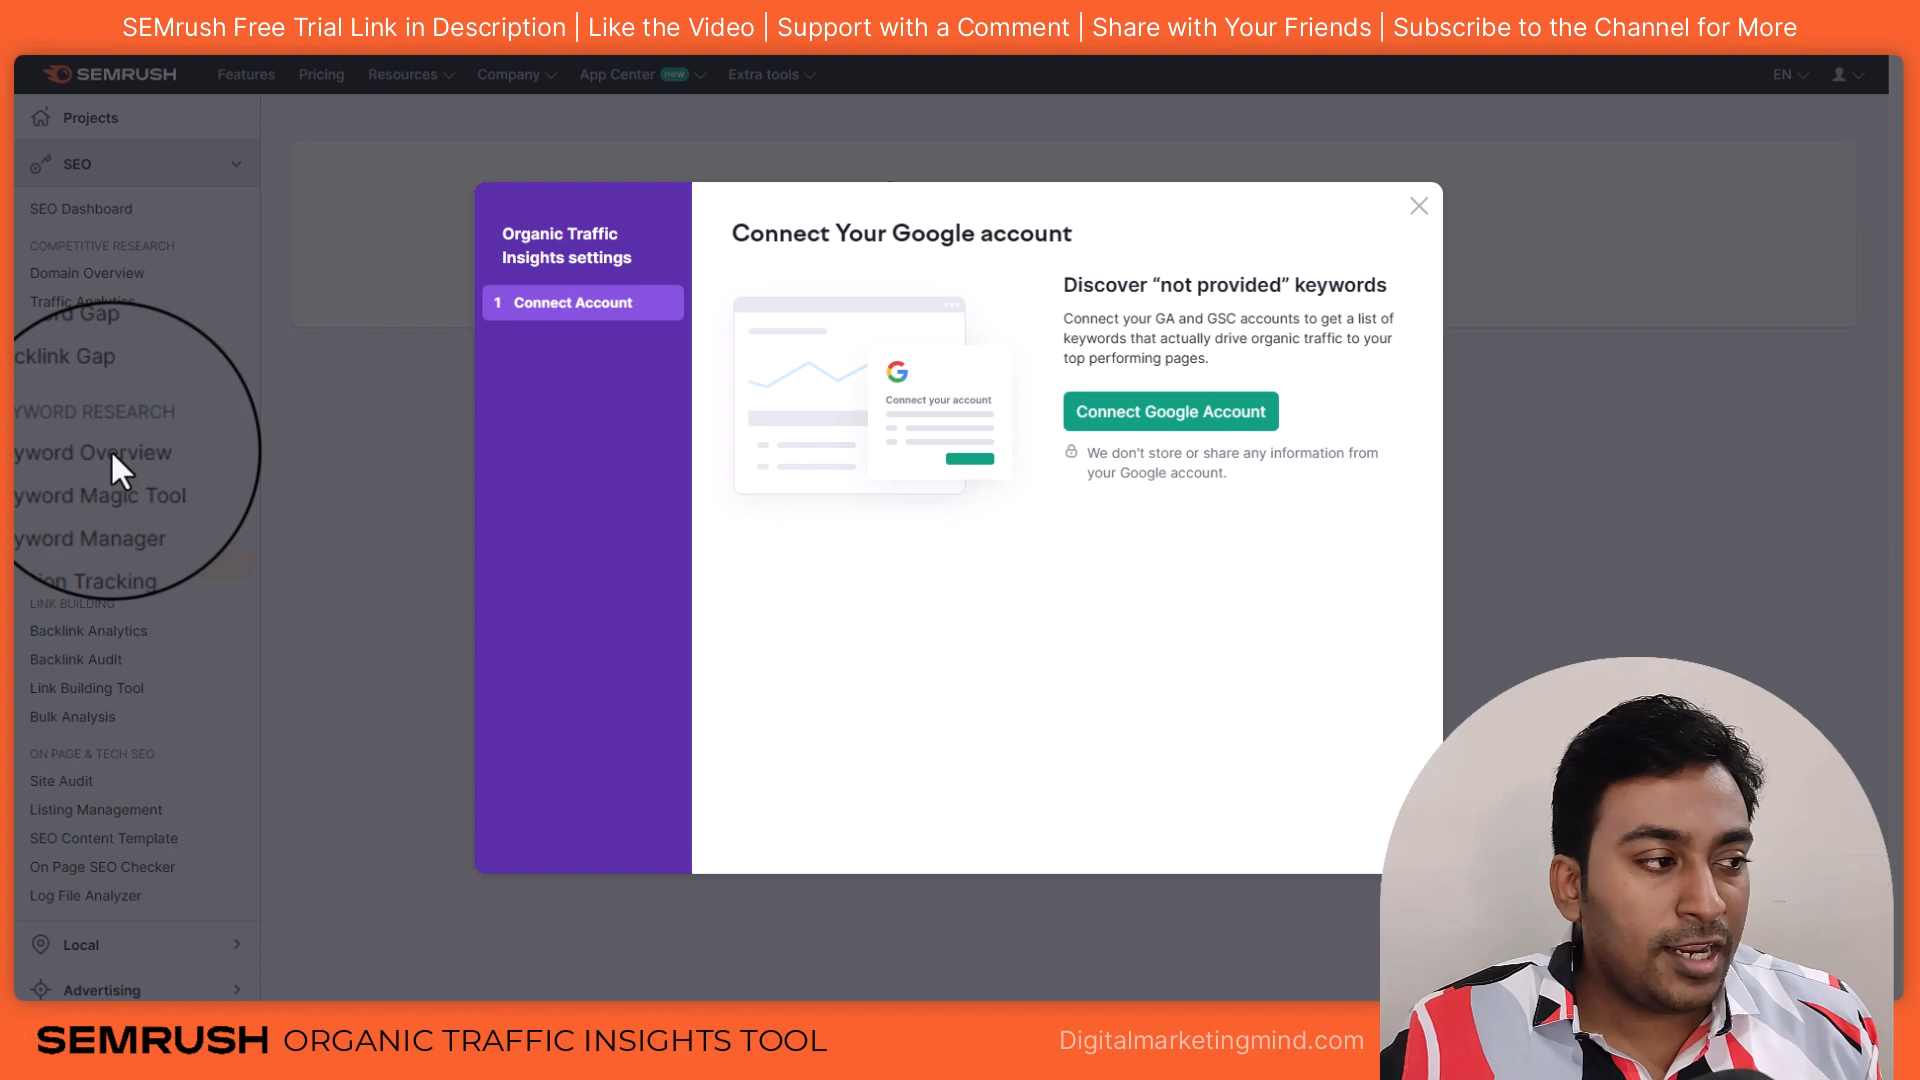 SEMrush Free Trial Link in Description | Like the Video | Support with a Comment | Share with Your Friends | Subscribe to the Channel for More
SEMRUSH Features Pricing Resources Company App Center new Extra tools EN
Projects
SEO
SEO Dashboard
COMPETITIVE RESEARCH
Domain Overview
Traffic Analytics
ord Gap
cklink Gap
YWORD RESEARCH
yword Overview
yword Magic Tool
yword Manager
ion Tracking
LINK BUILDING
Backlink Analytics
Backlink Audit
Link Building Tool
Bulk Analysis
ON PAGE & TECH SEO
Site Audit
Listing Management
SEO Content Template
On Page SEO Checker
Log File Analyzer
Local
Advertising
Organic Traffic
Insights settings
1 Connect Account
Connect Your Google account
Connect your account
Discover “not provided” keywords
Connect your GA and GSC accounts to get a list of
keywords that actually drive organic traffic to your
top performing pages.
Connect Google Account
We don't store or share any information from
your Google account.
SEMRUSH ORGANIC TRAFFIC INSIGHTS TOOL
Digitalmarketingmind.com